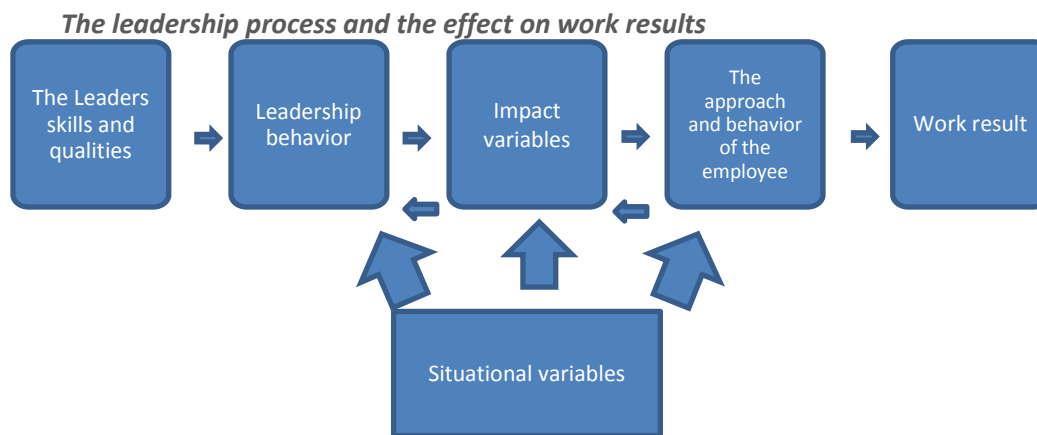 The leadership process and the effect on work results
The Leaders
skills and
qualities
Leadership
behavior
Impact
variables
The
approach
and behavior
of the
employee
Work result
Situational variables